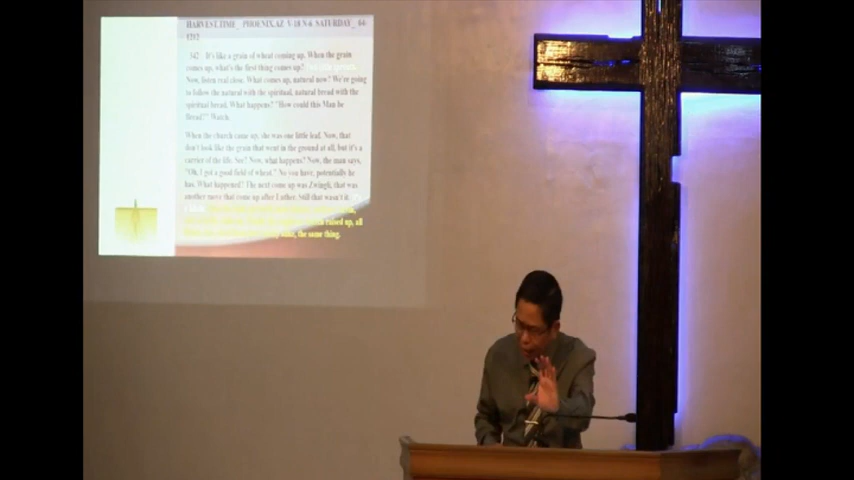 HARVEST.TIME_ PHOENIX.AZ V-18 N-6 SATURDAY_ 64-
1212
142 It's like a grain of wheat coming up. When the grain
comes up, what's the first thing comes up?
Now, listen real close. What comes up, natural now? We're going
to follow the natural with the spiritual, natural bread with the
spiritual bread. What happens? "How could this Man be
Bread?" Watch.
When the church came up, she was one little leaf. Now, that
don't look like the grain that went in the ground at all, but it's a
carrier of the life. See? Now, what happens? Now, the man says,
"Oh, I got a good field of wheat." No you have, potentially he
has. What happened? The next come up was Zwingli, that was
another move that come up after Luther. Still that wasn't it.
raised up, all
the same thing.